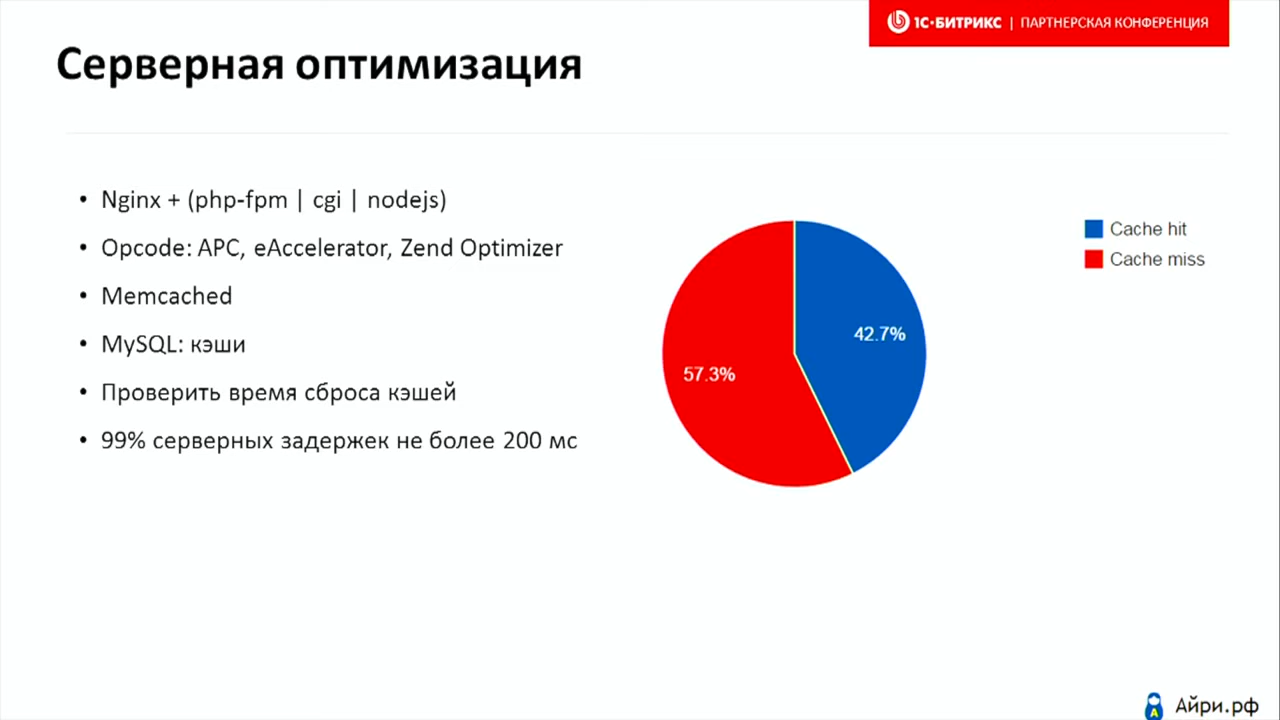 1С-БИТРИКС | ПАРТНЕРСКАЯ КОНФЕРЕНЦИЯ
Серверная оптимизация
• Nginx + (php-fpm | cgi | nodejs)
• Opcode: APC, eAccelerator, Zend Optimizer
• Memcached
• MySQL: кэши
• Проверить время сброса кэшей
• 99% серверных задержек не более 200 мс
Cache hit
Cache miss
42.7%
57.3%
Айри.рф